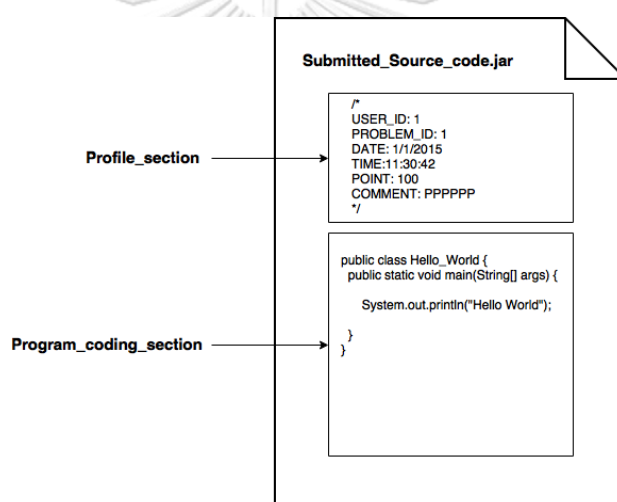 Submitted_Source_code.jar
/*
USER_ID: 1
PROBLEM_ID: 1
DATE: 1/1/2015
TIME:11:30:42
POINT: 100
COMMENT: PPPPPP
*/
Profile_section
public class Hello_World {
public static void main(String[] args) {
System.out.println("Hello World");
}
}
Program_coding_section